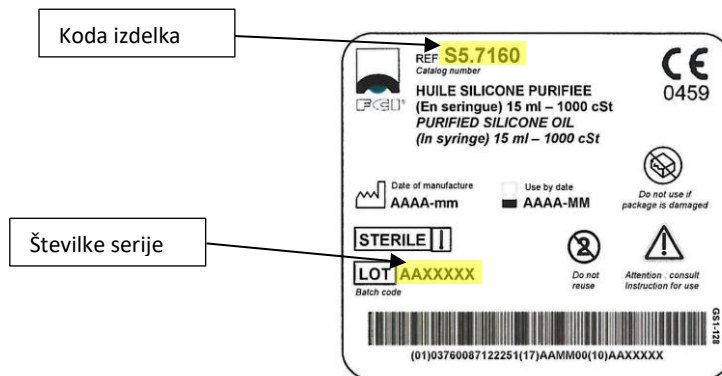 Koda izdelka
REF S5.7160
Catalog number
CE
0459
FCI®
HUILE SILICONE PURIFIEE
(En seringue) 15 ml – 1000 cSt
PURIFIED SILICONE OIL
(In syringe) 15 ml – 1000 cSt
Date of manufacture
AAAA-mm
Use by date
AAAA-MM
Do not use if
package is damaged
Številke serije
STERILE
LOT AAXXXXX
Batch code
2
Do not
reuse
Attention : consult
Instruction for use
GS1-128
(01)03760087122251(17)AAMM00(10)AAXXXXX